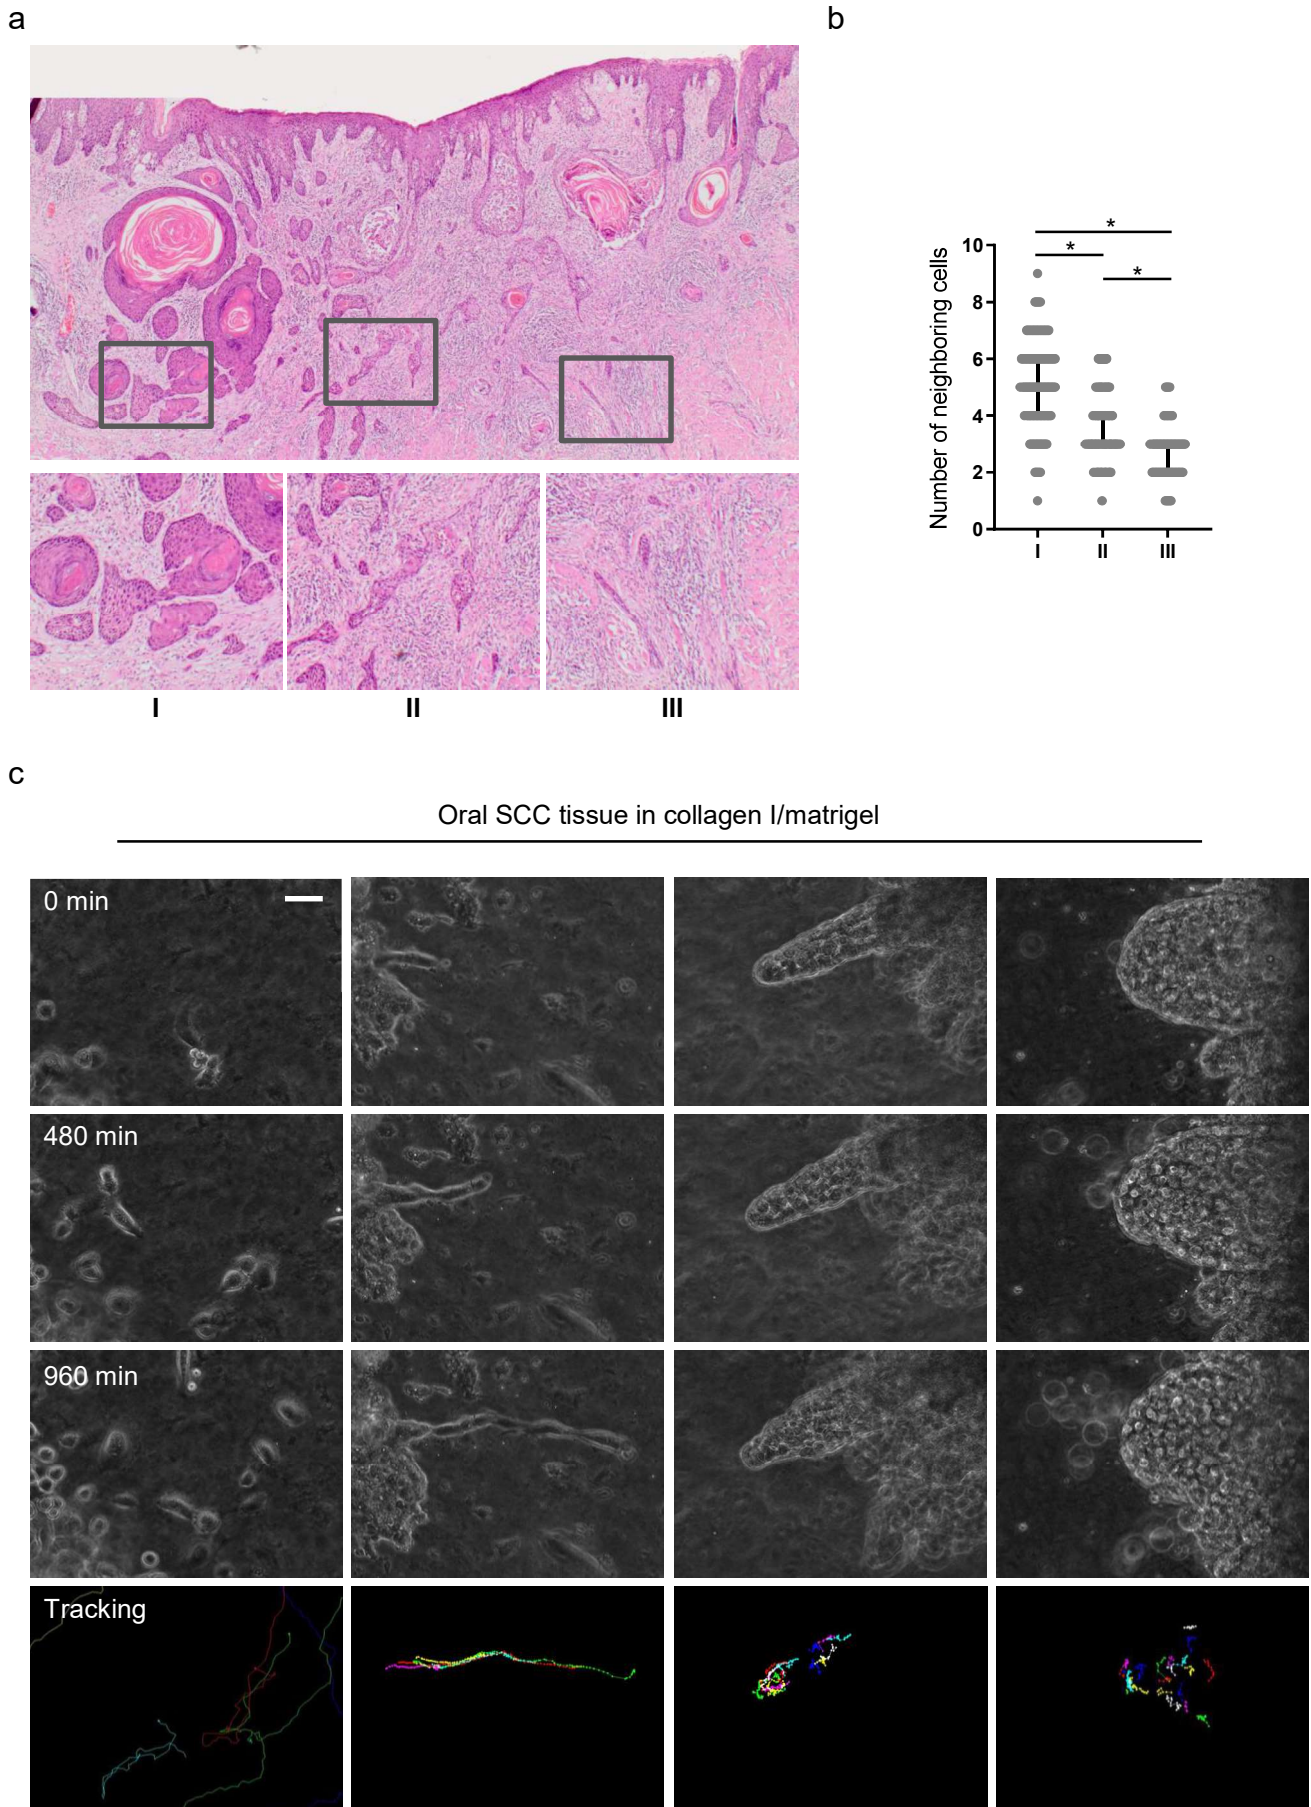 a
b
I
II
III
Number of neighboring cells
10
8
6
4
2
0
*
*
*
I
II
III
c
Oral SCC tissue in collagen I/matrigel
0 min
480 min
960 min
Tracking